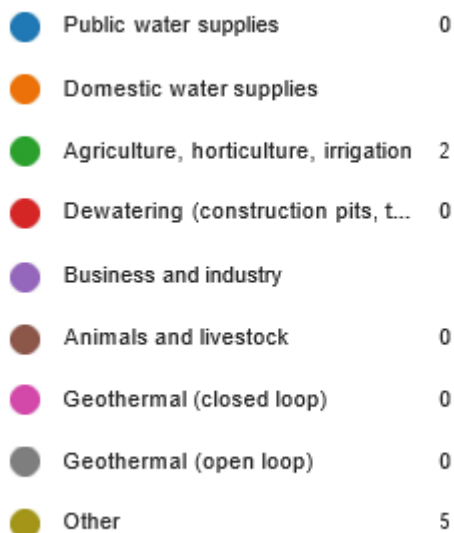 Public water supplies 0
Domestic water supplies
Agriculture, horticulture, irrigation 2
Dewatering (construction pits, t... 0
Business and industry
Animals and livestock 0
Geothermal (closed loop) 0
Geothermal (open loop) 0
Other 5